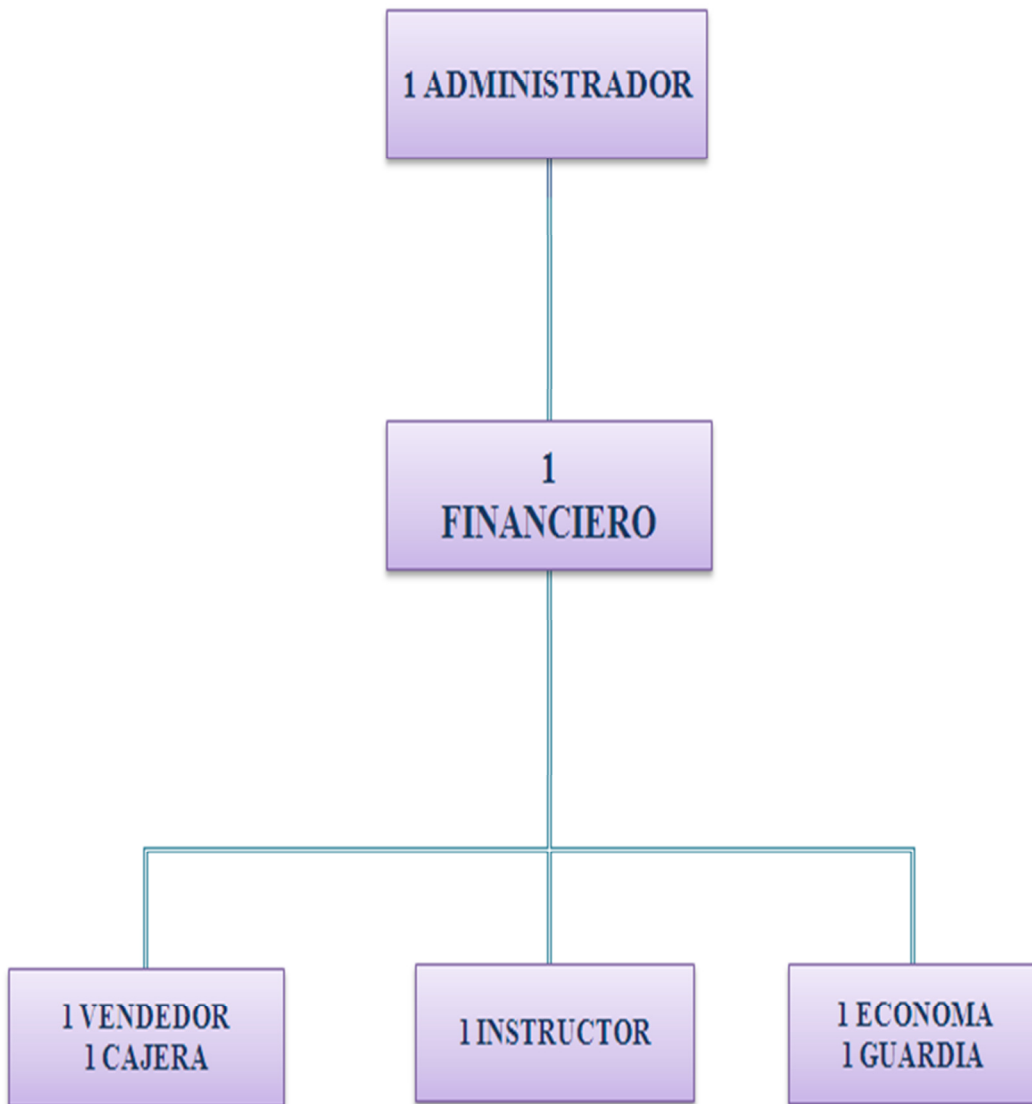 1 ADMINISTRADOR
1
FINANCIERO
1 VENDEDOR
1 CAJERA
1 INSTRUCTOR
1 ECONOMA
1 GUARDIA